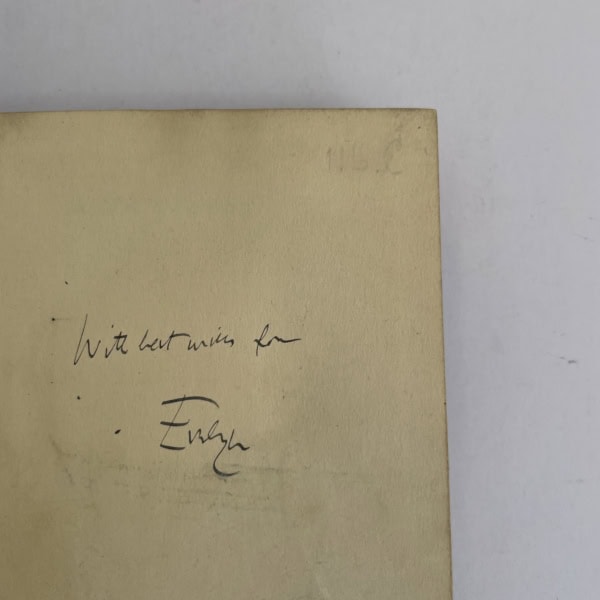 With best wishes from
Evelyn